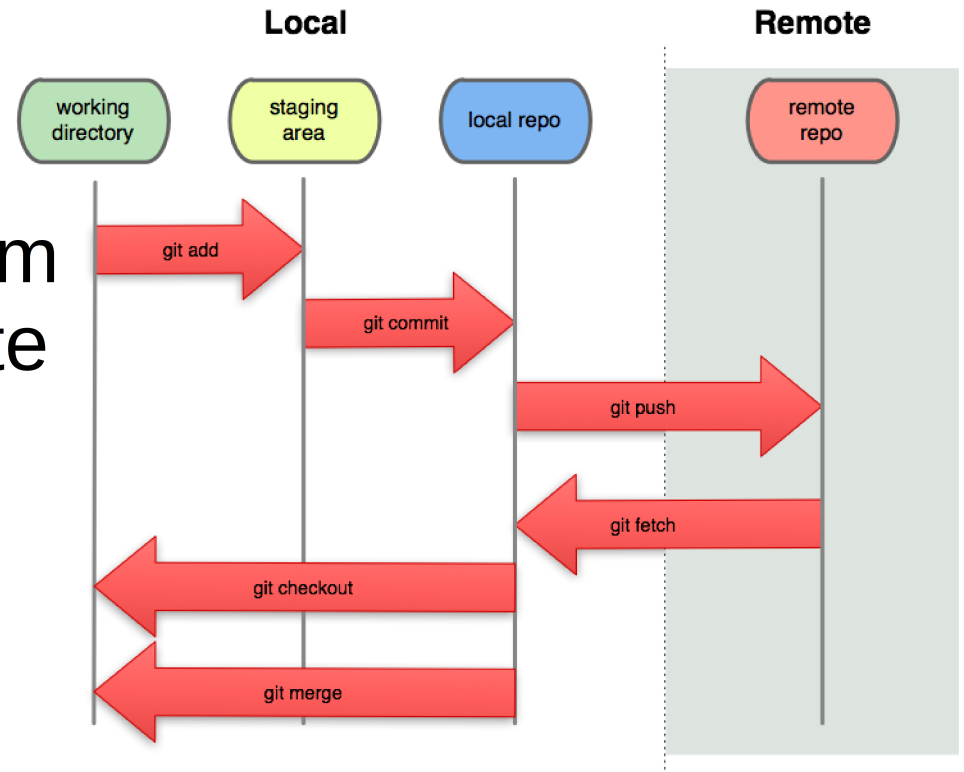 Local
Remote
working
directory
staging
area
local repo
remote
repo
git add
m
git commit
te
git push
git fetch
git checkout
git merge